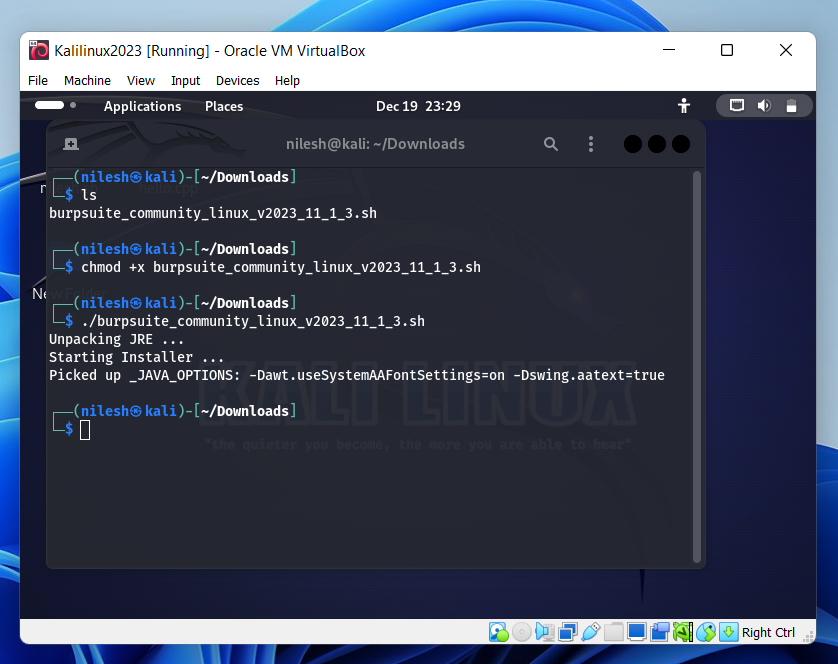 Kalilinux2023 [Running] - Oracle VM VirtualBox
File Machine View Input Devices Help
Applications Places Dec 19 23:29
nilesh@kali: ~/Downloads
┌──(nilesh㉿kali)-[~/Downloads]
└─$ ls
burpsuite_community_linux_v2023_11_1_3.sh
┌──(nilesh㉿kali)-[~/Downloads]
└─$ chmod +x burpsuite_community_linux_v2023_11_1_3.sh
New Folder
┌──(nilesh㉿kali)-[~/Downloads]
└─$ ./burpsuite_community_linux_v2023_11_1_3.sh
Unpacking JRE ...
Starting Installer ...
Picked up _JAVA_OPTIONS: -Dawt.useSystemAAFontSettings=on -Dswing.aatext=true
KALI LINUX
┌──(nilesh㉿kali)-[~/Downloads]
└─$
"the quieter you become, the more you are able to hear"
Right Ctrl